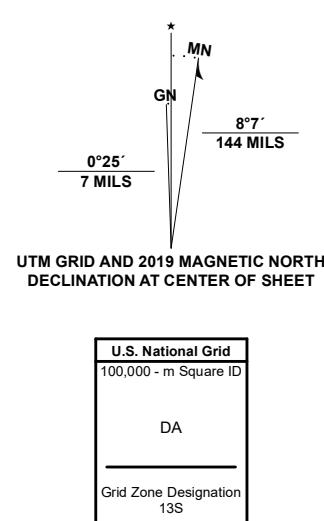 ★
MN
GN
8°7´
144 MILS
0°25´
7 MILS
UTM GRID AND 2019 MAGNETIC NORTH
DECLINATION AT CENTER OF SHEET
U.S. National Grid
100,000 - m Square ID
DA
Grid Zone Designation
13S